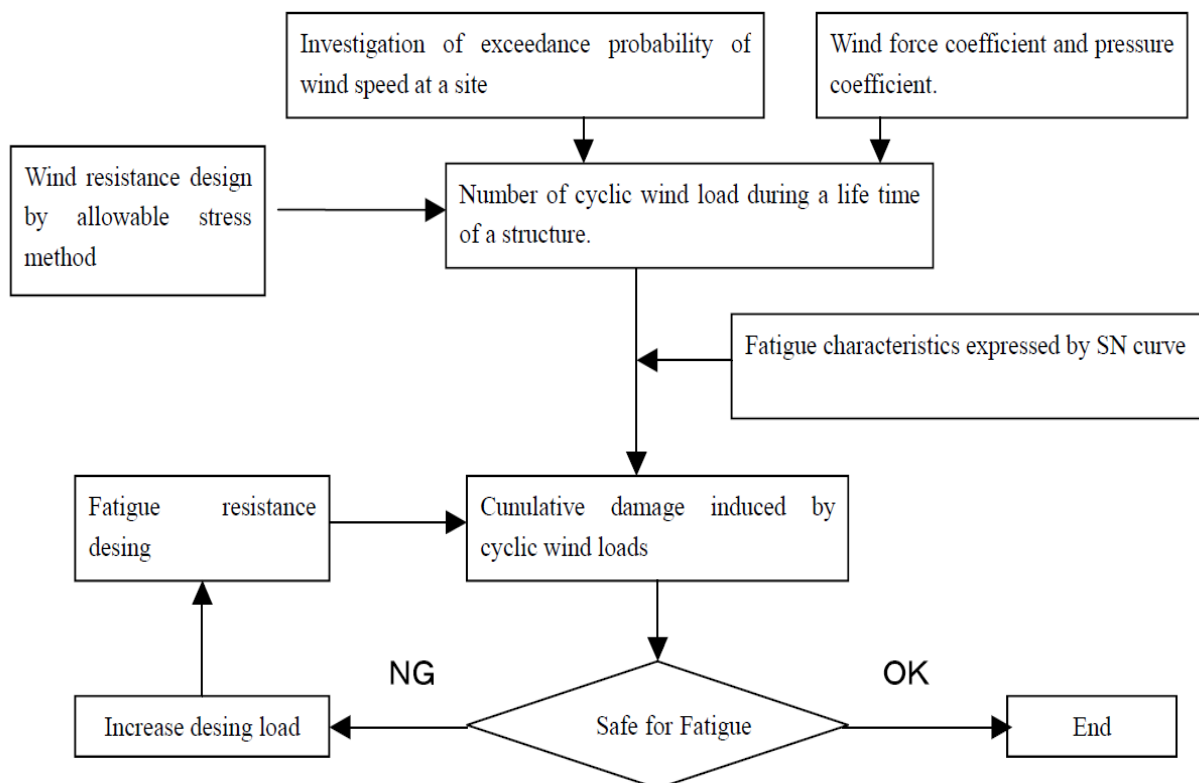 Investigation of exceedance probability of
wind speed at a site
Wind force coefficient and pressure
coefficient.
Wind resistance design
by allowable stress
method
Number of cyclic wind load during a life time
of a structure.
Fatigue characteristics expressed by SN curve
Fatigue resistance
desing
Cunulative damage induced by
cyclic wind loads
NG
OK
Increase desing load
Safe for Fatigue
End